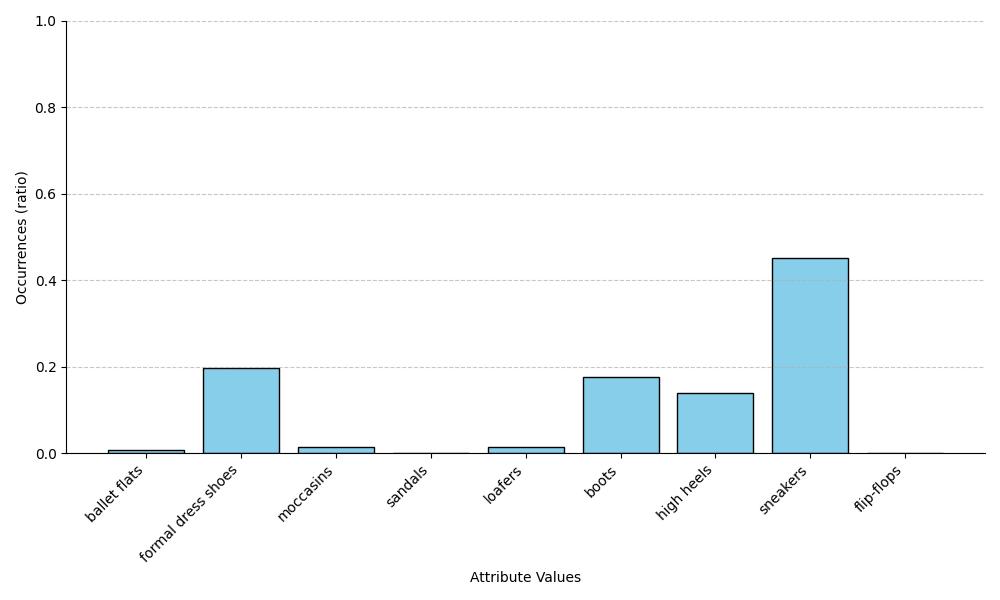 1.0
0.8
0.6
0.4
0.2
0.0
Occurrences (ratio)
ballet flats
formal dress shoes
moccasins
sandals
loafers
boots
high heels
sneakers
flip-flops
Attribute Values